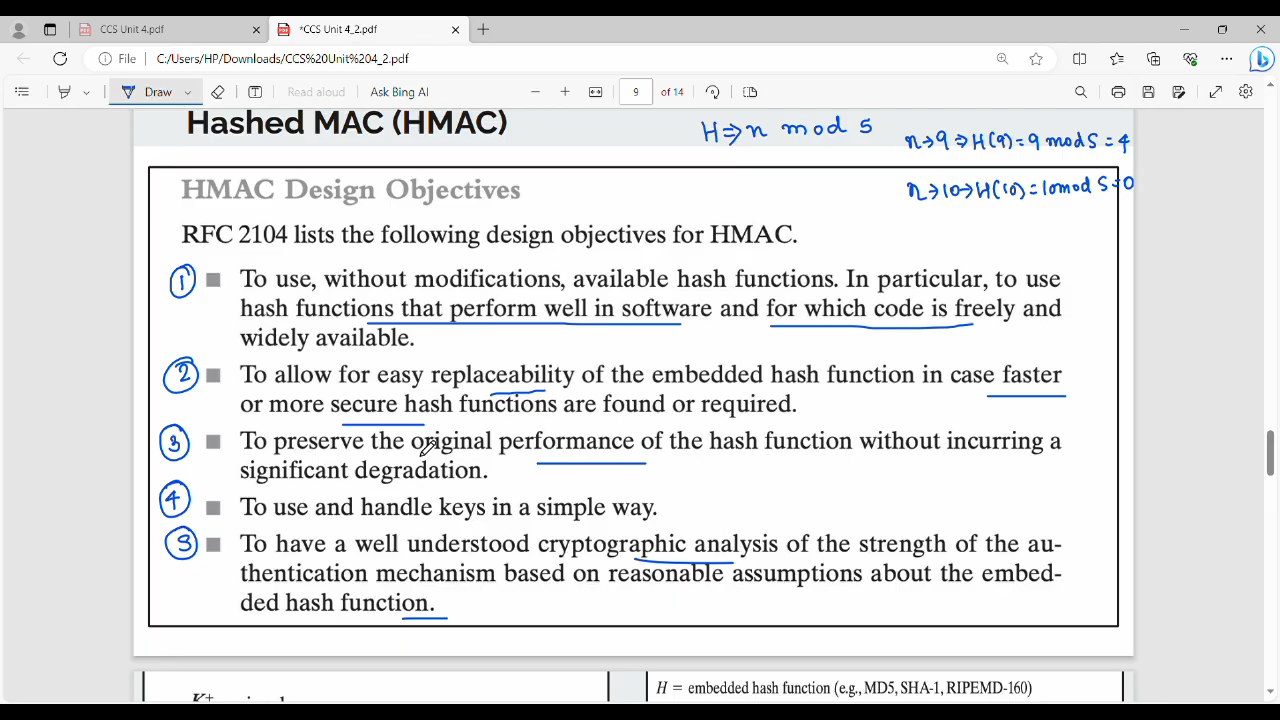 CCS Unit 4.pdf
*CCS Unit 4_2.pdf
File
C:/Users/HP/Downloads/CCS%20Unit%204_2.pdf
Draw
Read aloud
Ask Bing AI
9 of 14
Hashed MAC (HMAC)
H⇒n mod 5
n→9⇒H(9)=9 mod 5=4
n→10→H(10)=10mod 5=0
HMAC Design Objectives
RFC 2104 lists the following design objectives for HMAC.
1 ■ To use, without modifications, available hash functions. In particular, to use
hash functions that perform well in software and for which code is freely and
widely available.
2 ■ To allow for easy replaceability of the embedded hash function in case faster
or more secure hash functions are found or required.
3 ■ To preserve the original performance of the hash function without incurring a
significant degradation.
4 ■ To use and handle keys in a simple way.
5 ■ To have a well understood cryptographic analysis of the strength of the au-
thentication mechanism based on reasonable assumptions about the embed-
ded hash function.
K+
H = embedded hash function (e.g., MD5, SHA-1, RIPEMD-160)